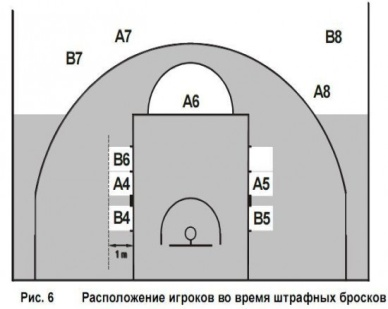 A7
B8
B7
A8
A6
B6
A4
A5
B4
B5
1 m
Рис. 6 Расположение игроков во время штрафных бросков